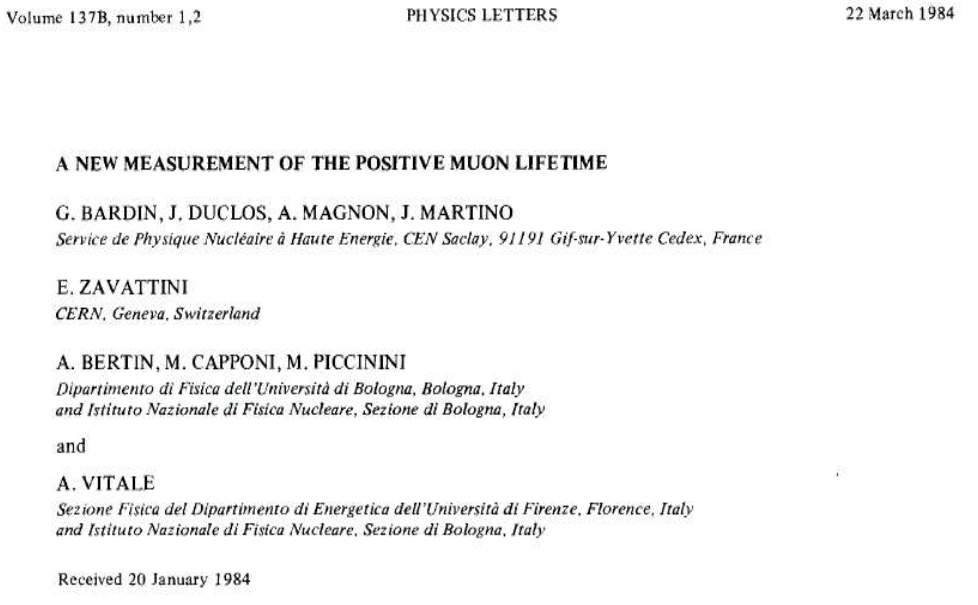 Volume 137B, number 1,2 PHYSICS LETTERS 22 March 1984
A NEW MEASUREMENT OF THE POSITIVE MUON LIFETIME
G. BARDIN, J. DUCLOS, A. MAGNON, J. MARTINO
Service de Physique Nucléaire à Haute Energie, CEN Saclay, 91191 Gif-sur-Yvette Cedex, France
E. ZAVATTINI
CERN, Geneva, Switzerland
A. BERTIN, M. CAPPONI, M. PICCININI
Dipartimento di Fisica dell'Università di Bologna, Bologna, Italy
and Istituto Nazionale di Fisica Nucleare, Sezione di Bologna, Italy
and
A. VITALE
Sezione Fisica del Dipartimento di Energetica dell'Università di Firenze, Florence, Italy
and Istituto Nazionale di Fisica Nucleare, Sezione di Bologna, Italy
Received 20 January 1984